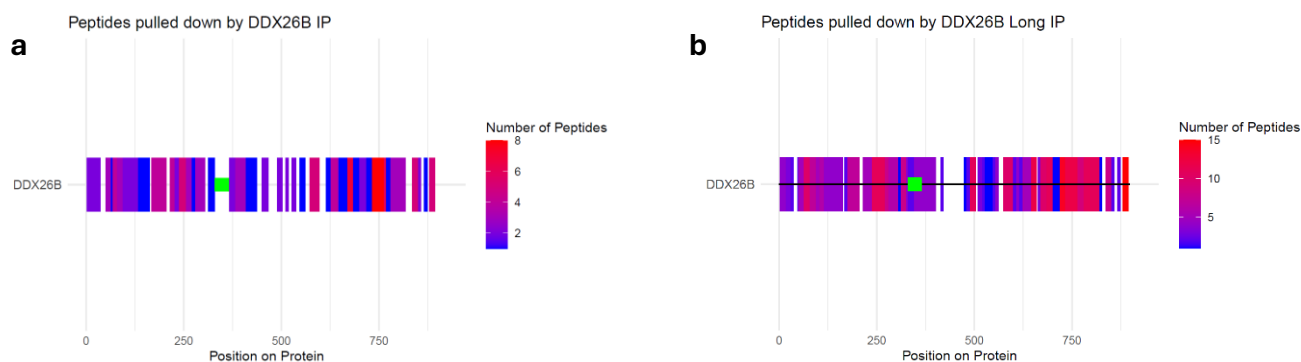 a
Peptides pulled down by DDX26B IP
DDX26B
0 250 500 750
Position on Protein
Number of Peptides
8
6
4
2
b
Peptides pulled down by DDX26B Long IP
DDX26B
0 250 500 750
Position on Protein
Number of Peptides
15
10
5